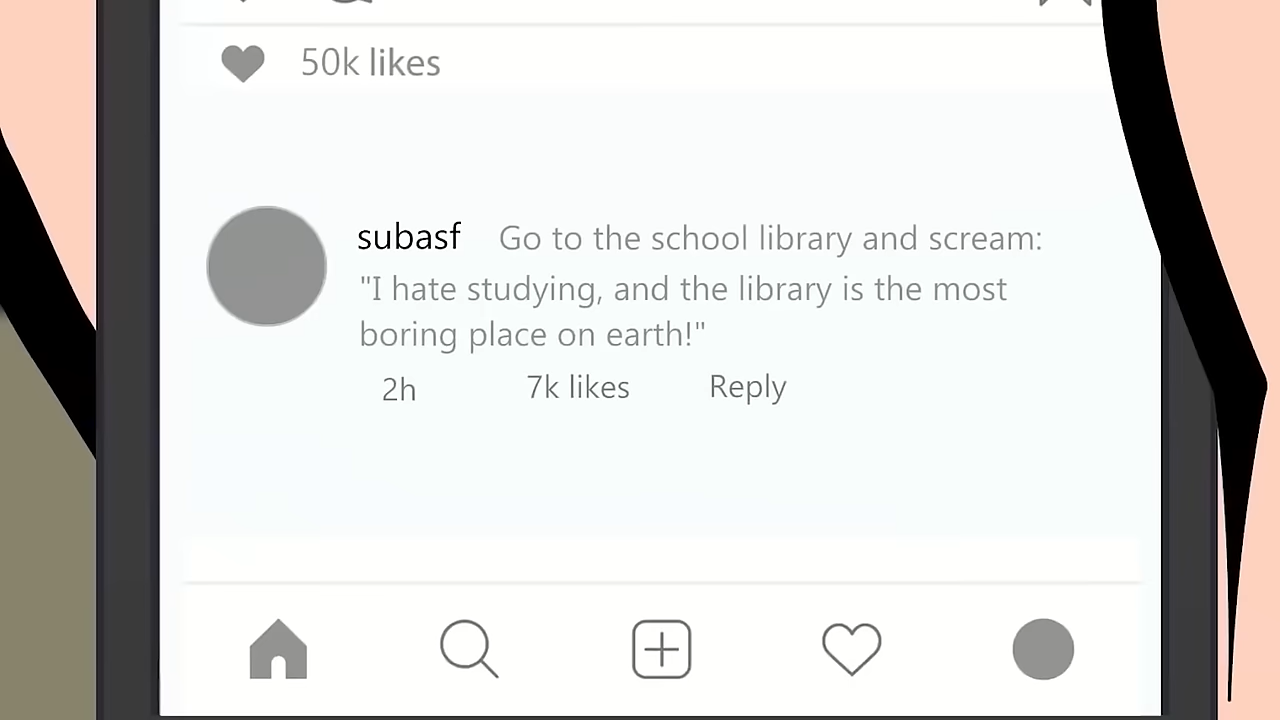 50k likes
subasf Go to the school library and scream:
"I hate studying, and the library is the most
boring place on earth!"
2h 7k likes Reply